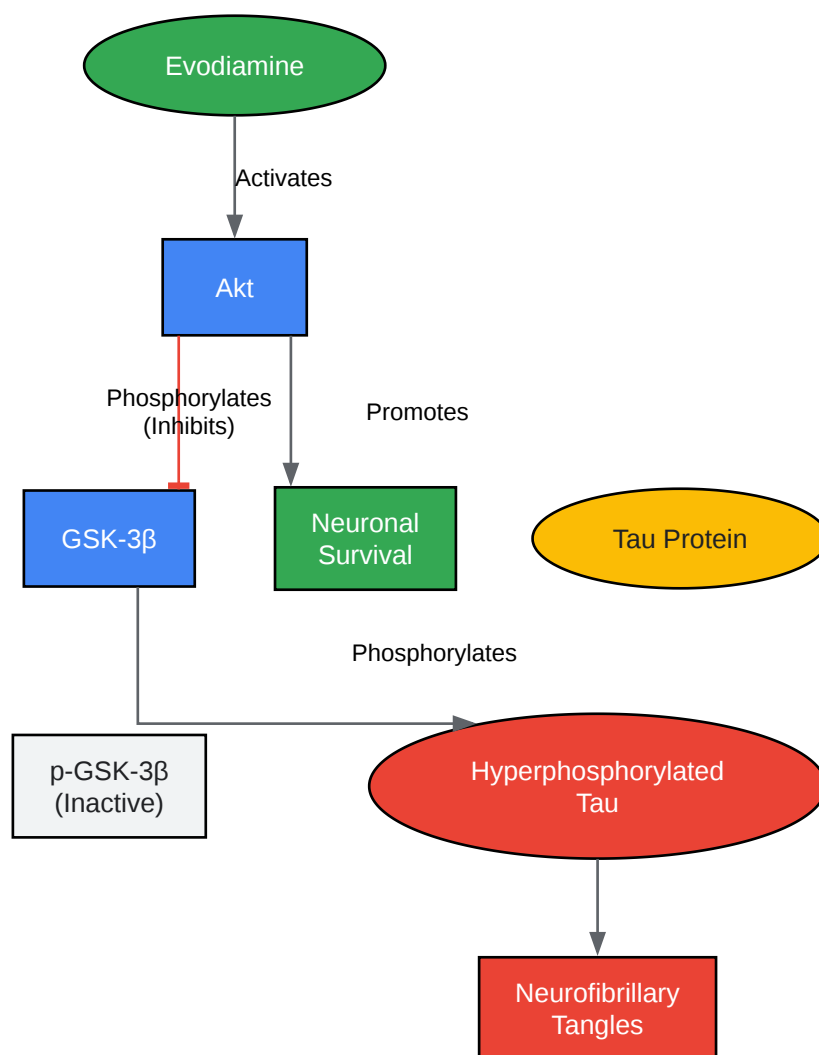 Evodiamine
Activates
Akt
Phosphorylates
(Inhibits)
Promotes
GSK-3β
Neuronal
Survival
Tau Protein
Phosphorylates
p-GSK-3β
(Inactive)
Hyperphosphorylated
Tau
Neurofibrillary
Tangles